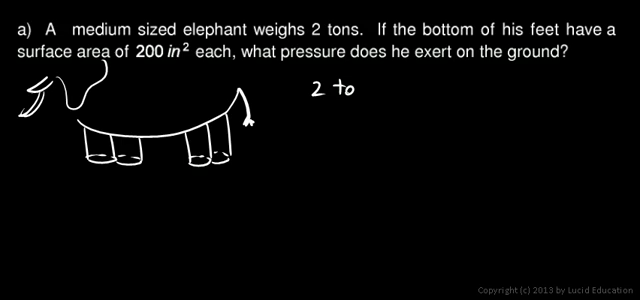 a) A medium sized elephant weighs 2 tons. If the bottom of his feet have a
surface area of 200 in² each, what pressure does he exert on the ground?
2 to
Copyright (c) 2013 by Lucid Education